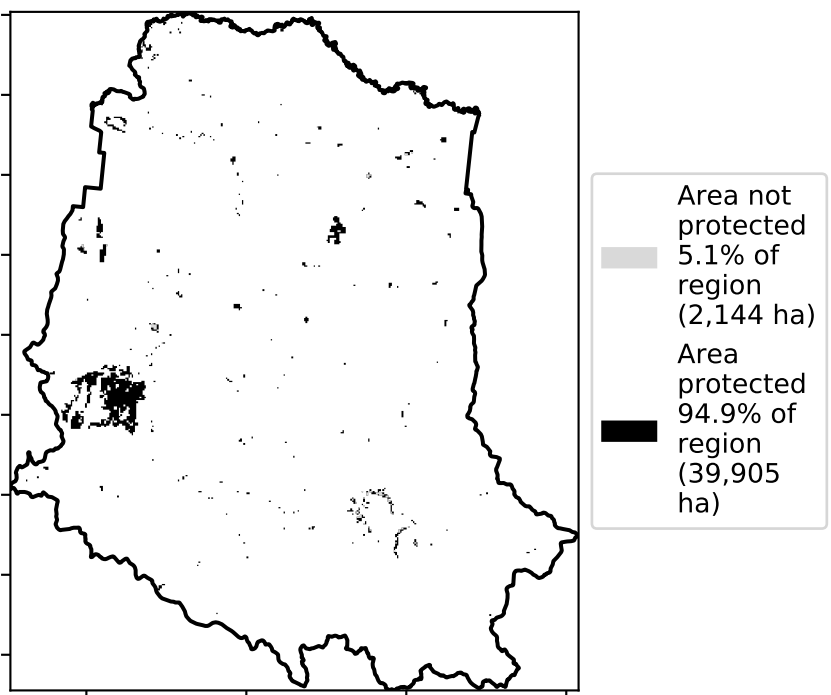 Area not
protected
5.1% of
region
(2,144 ha)
Area
protected
94.9% of
region
(39,905
ha)